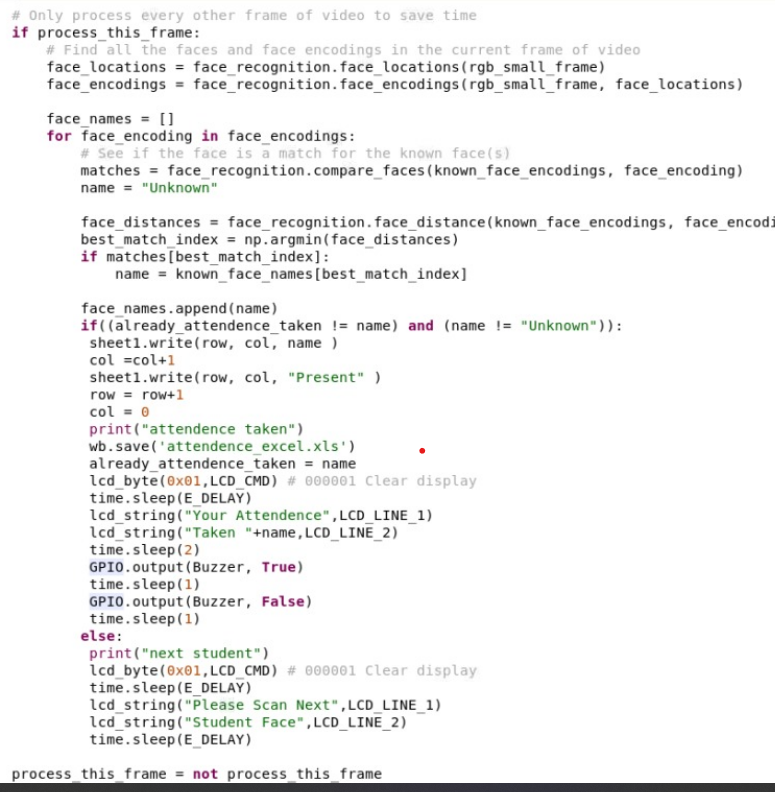 # Only process every other frame of video to save time
if process_this_frame:
# Find all the faces and face encodings in the current frame of video
face_locations = face_recognition.face_locations(rgb_small_frame)
face_encodings = face_recognition.face_encodings(rgb_small_frame, face_locations)
face_names = []
for face_encoding in face_encodings:
# See if the face is a match for the known face(s)
matches = face_recognition.compare_faces(known_face_encodings, face_encoding)
name = "Unknown"
face_distances = face_recognition.face_distance(known_face_encodings, face_encodi
best_match_index = np.argmin(face_distances)
if matches[best_match_index]:
name = known_face_names[best_match_index]
face_names.append(name)
if((already_attendence_taken != name) and (name != "Unknown")):
sheet1.write(row, col, name )
col =col+1
sheet1.write(row, col, "Present" )
row = row+1
col = 0
print("attendence taken")
wb.save('attendence_excel.xls')
already_attendence_taken = name
lcd_byte(0x01,LCD_CMD) # 000001 Clear display
time.sleep(E_DELAY)
lcd_string("Your Attendence",LCD_LINE_1)
lcd_string("Taken "+name,LCD_LINE_2)
time.sleep(2)
GPIO.output(Buzzer, True)
time.sleep(1)
GPIO.output(Buzzer, False)
time.sleep(1)
else:
print("next student")
lcd_byte(0x01,LCD_CMD) # 000001 Clear display
time.sleep(E_DELAY)
lcd_string("Please Scan Next",LCD_LINE_1)
lcd_string("Student Face",LCD_LINE_2)
time.sleep(E_DELAY)
process_this_frame = not process_this_frame